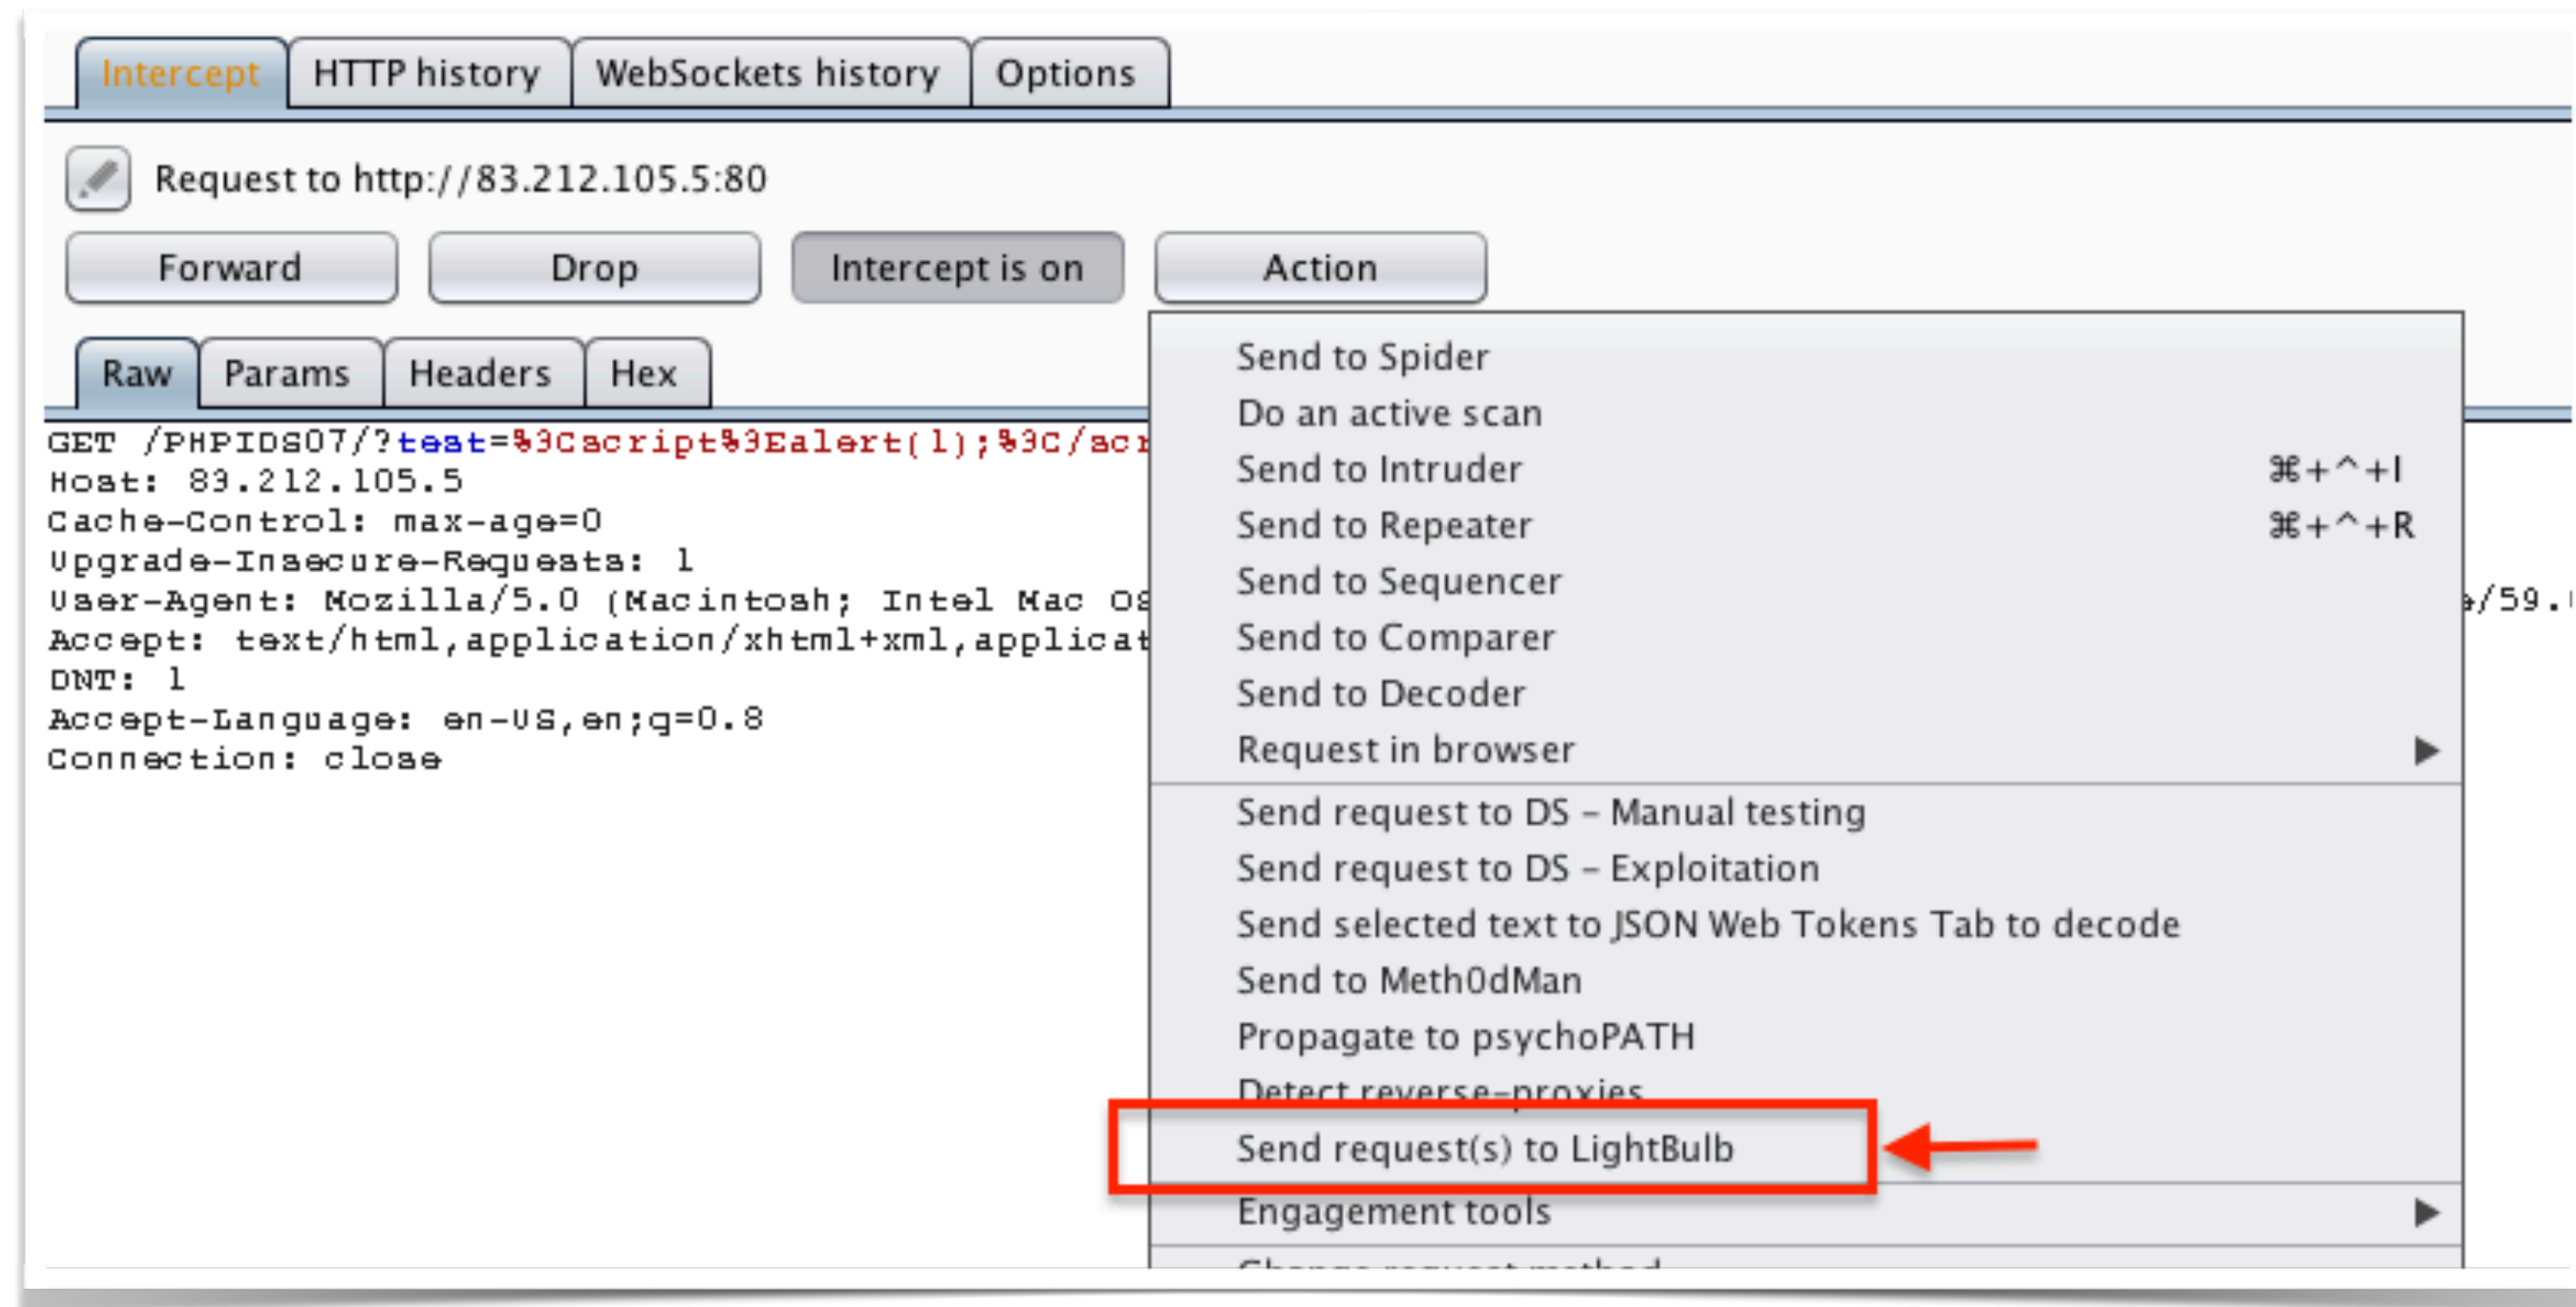 Intercept HTTP history WebSockets history Options
Request to http://83.212.105.5:80
Forward Drop Intercept is on Action
Raw Params Headers Hex
GET /PHPIDS07/?test=%3Cscript%3Ealert(1);%3C/scr
Host: 83.212.105.5
Cache-Control: max-age=0
Upgrade-Insecure-Requests: 1
User-Agent: Mozilla/5.0 (Macintosh; Intel Mac OS
e/59.
Accept: text/html,application/xhtml+xml,applicat
DNT: 1
Accept-Language: en-US,en;q=0.8
Connection: close
Send to Spider
Do an active scan
Send to Intruder ⌘+^+I
Send to Repeater ⌘+^+R
Send to Sequencer
Send to Comparer
Send to Decoder
Request in browser
Send request to DS – Manual testing
Send request to DS – Exploitation
Send selected text to JSON Web Tokens Tab to decode
Send to Meth0dMan
Propagate to psychoPATH
Detect reverse-proxies
Send request(s) to LightBulb
Engagement tools
Change request method